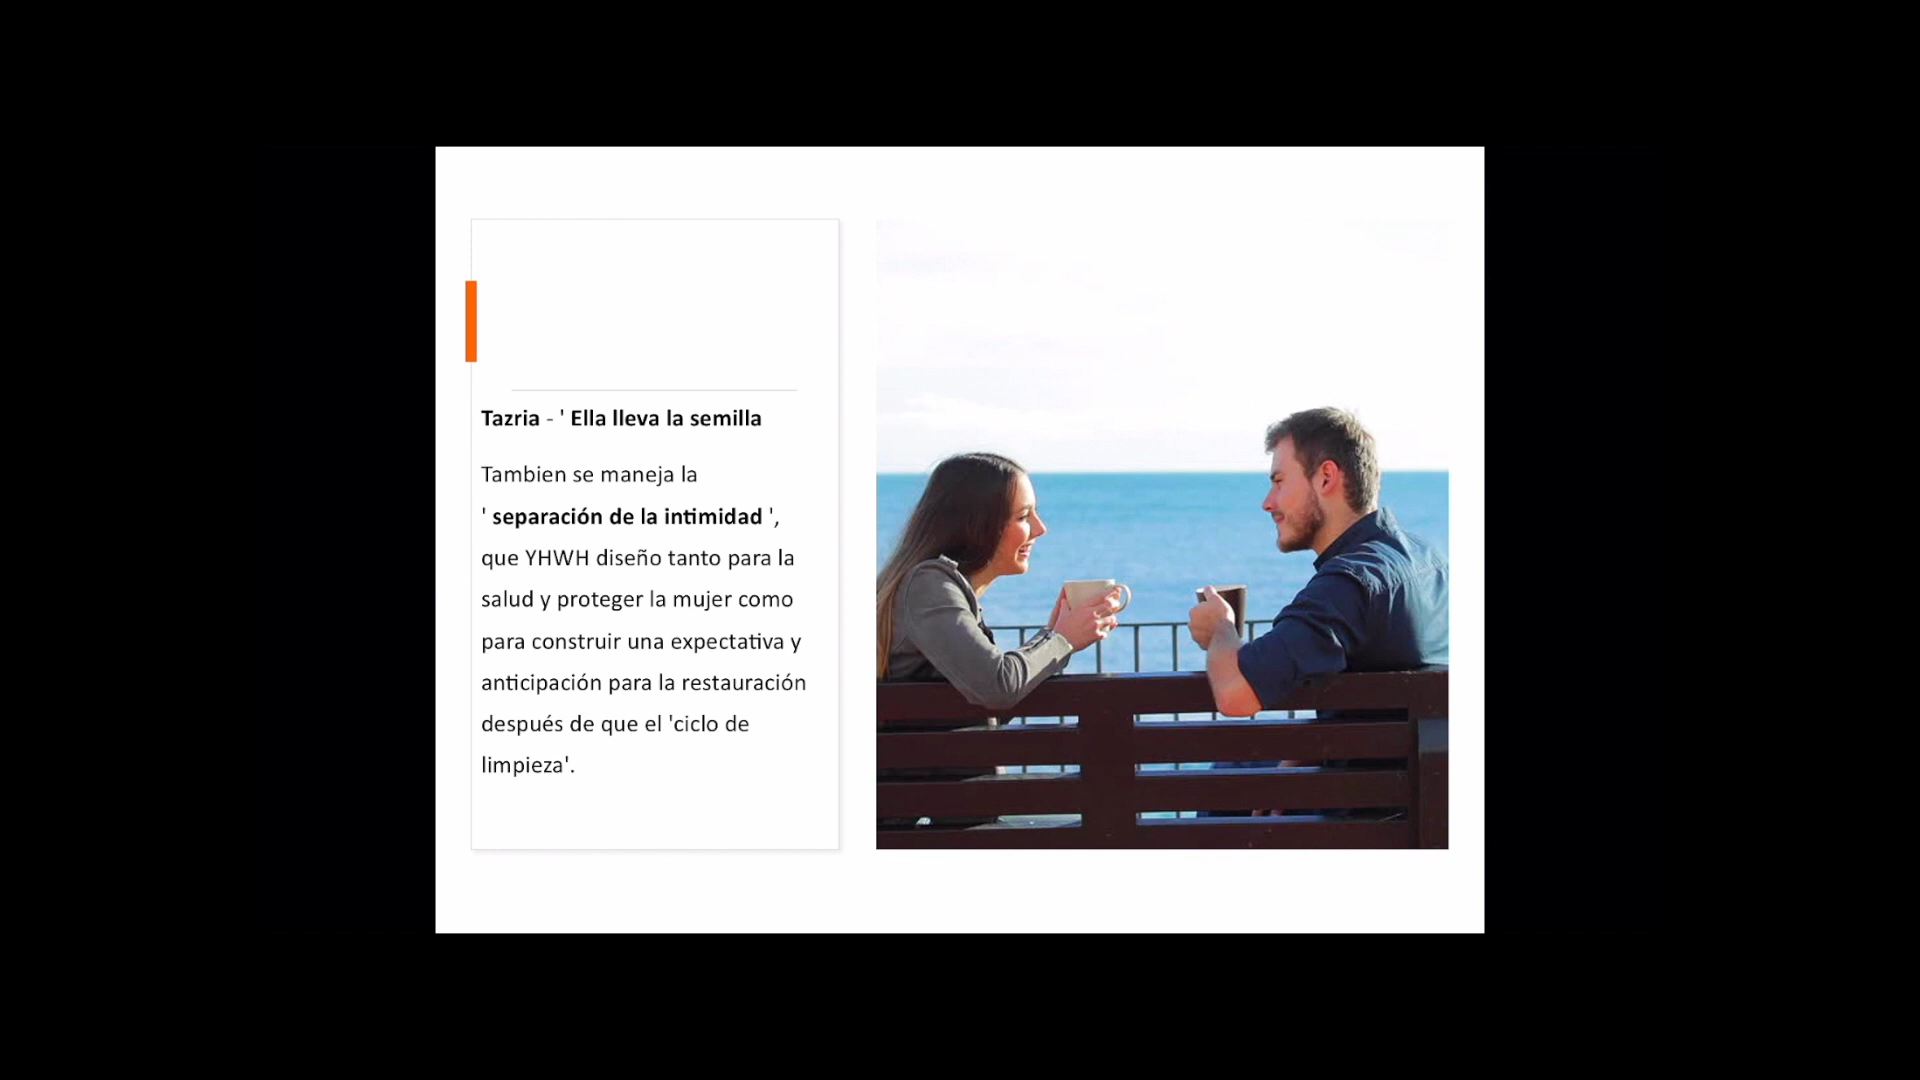 Tazria - ' Ella lleva la semilla
Tambien se maneja la
' separación de la intimidad ',
que YHWH diseño tanto para la
salud y proteger la mujer como
para construir una expectativa y
anticipación para la restauración
después de que el 'ciclo de
limpieza'.